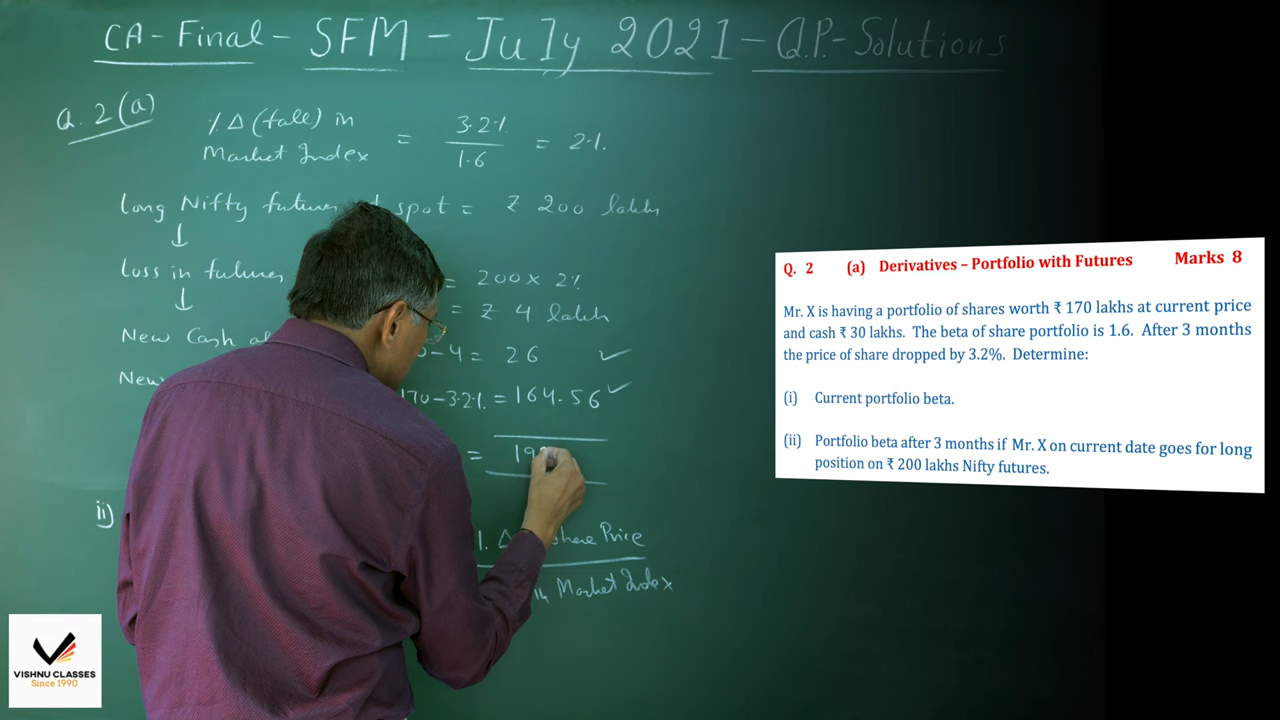 CA - Final - SFM - July 2021 - Q.P. - Solutions
Q. 2 (a)
% Δ (fall) in
Market Index = 3.2% / 1.6 = 2%
Long Nifty futures spot = ₹ 200 lakhs
Loss in futures = 200 × 2%
= ₹ 4 lakhs
New Cash - 4 = 26 ✓
New 170 - 3.2% = 164.56 ✓
= 19
ii)
Δ Share Price
Market Index
Q. 2 (a) Derivatives – Portfolio with Futures Marks 8
Mr. X is having a portfolio of shares worth ₹ 170 lakhs at current price
and cash ₹ 30 lakhs. The beta of share portfolio is 1.6. After 3 months
the price of share dropped by 3.2%. Determine:
(i) Current portfolio beta.
(ii) Portfolio beta after 3 months if Mr. X on current date goes for long
position on ₹ 200 lakhs Nifty futures.
VISHNU CLASSES
Since 1990